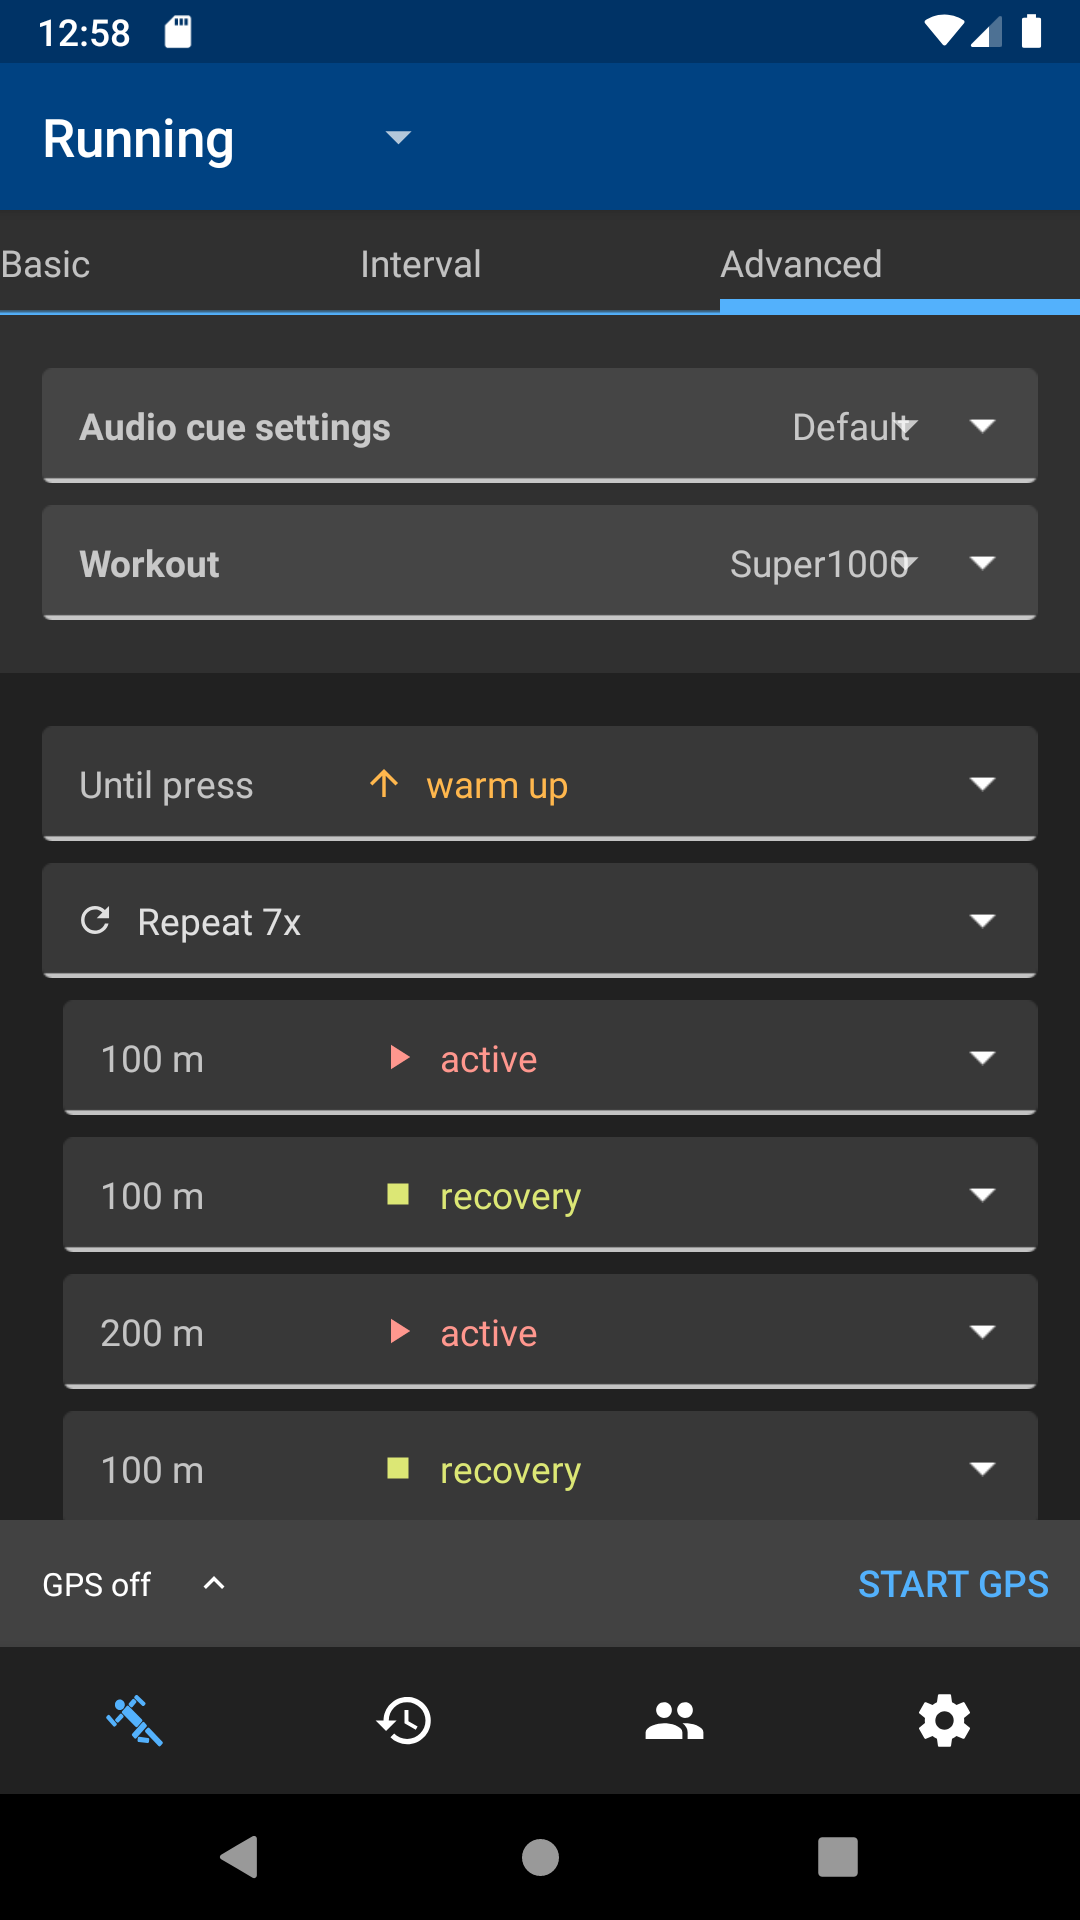 12:58
Running
Basic Interval Advanced
Audio cue settings Default
Workout Super1000
Until press warm up
Repeat 7x
100 m active
100 m recovery
200 m active
100 m recovery
GPS off START GPS